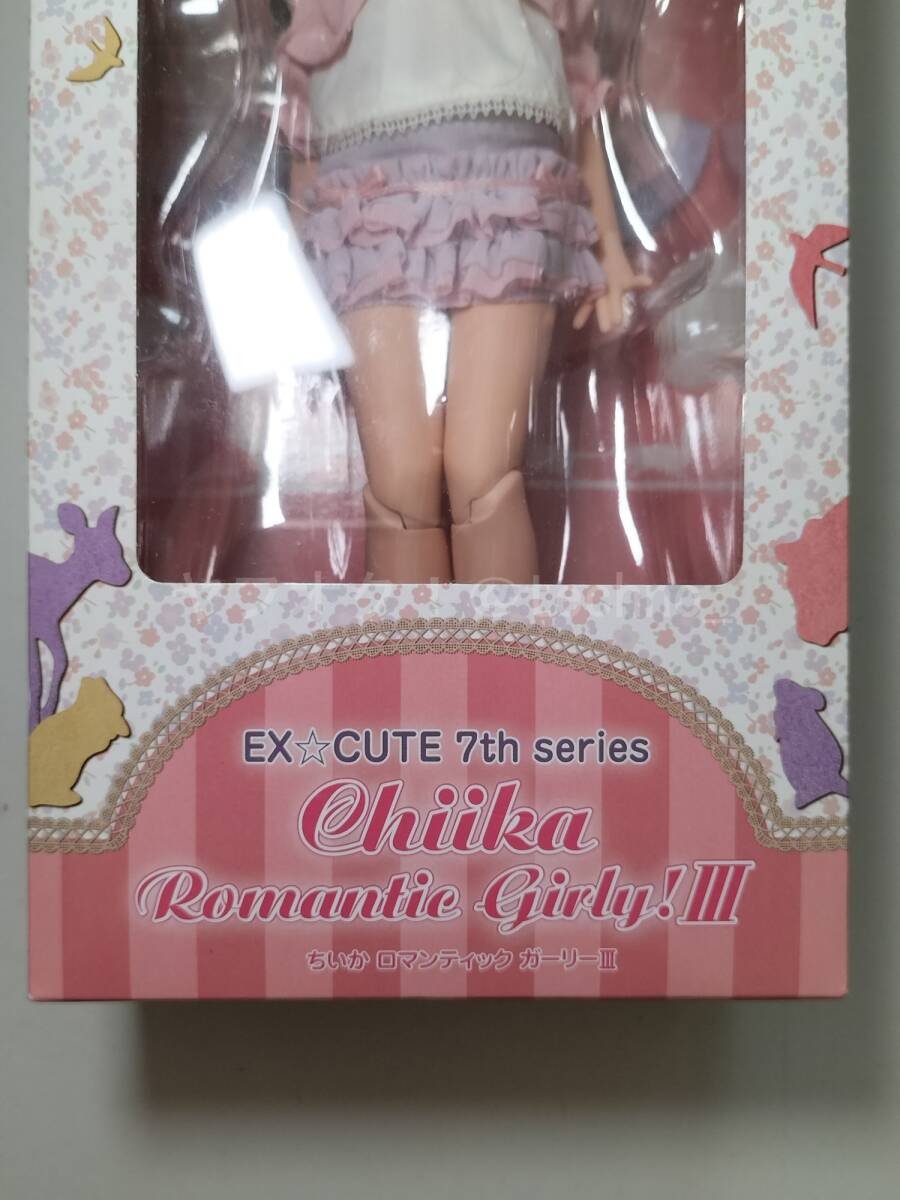 EX☆CUTE 7th series
Chiika
Romantic Girly! III
ちいか ロマンティック ガーリーIII